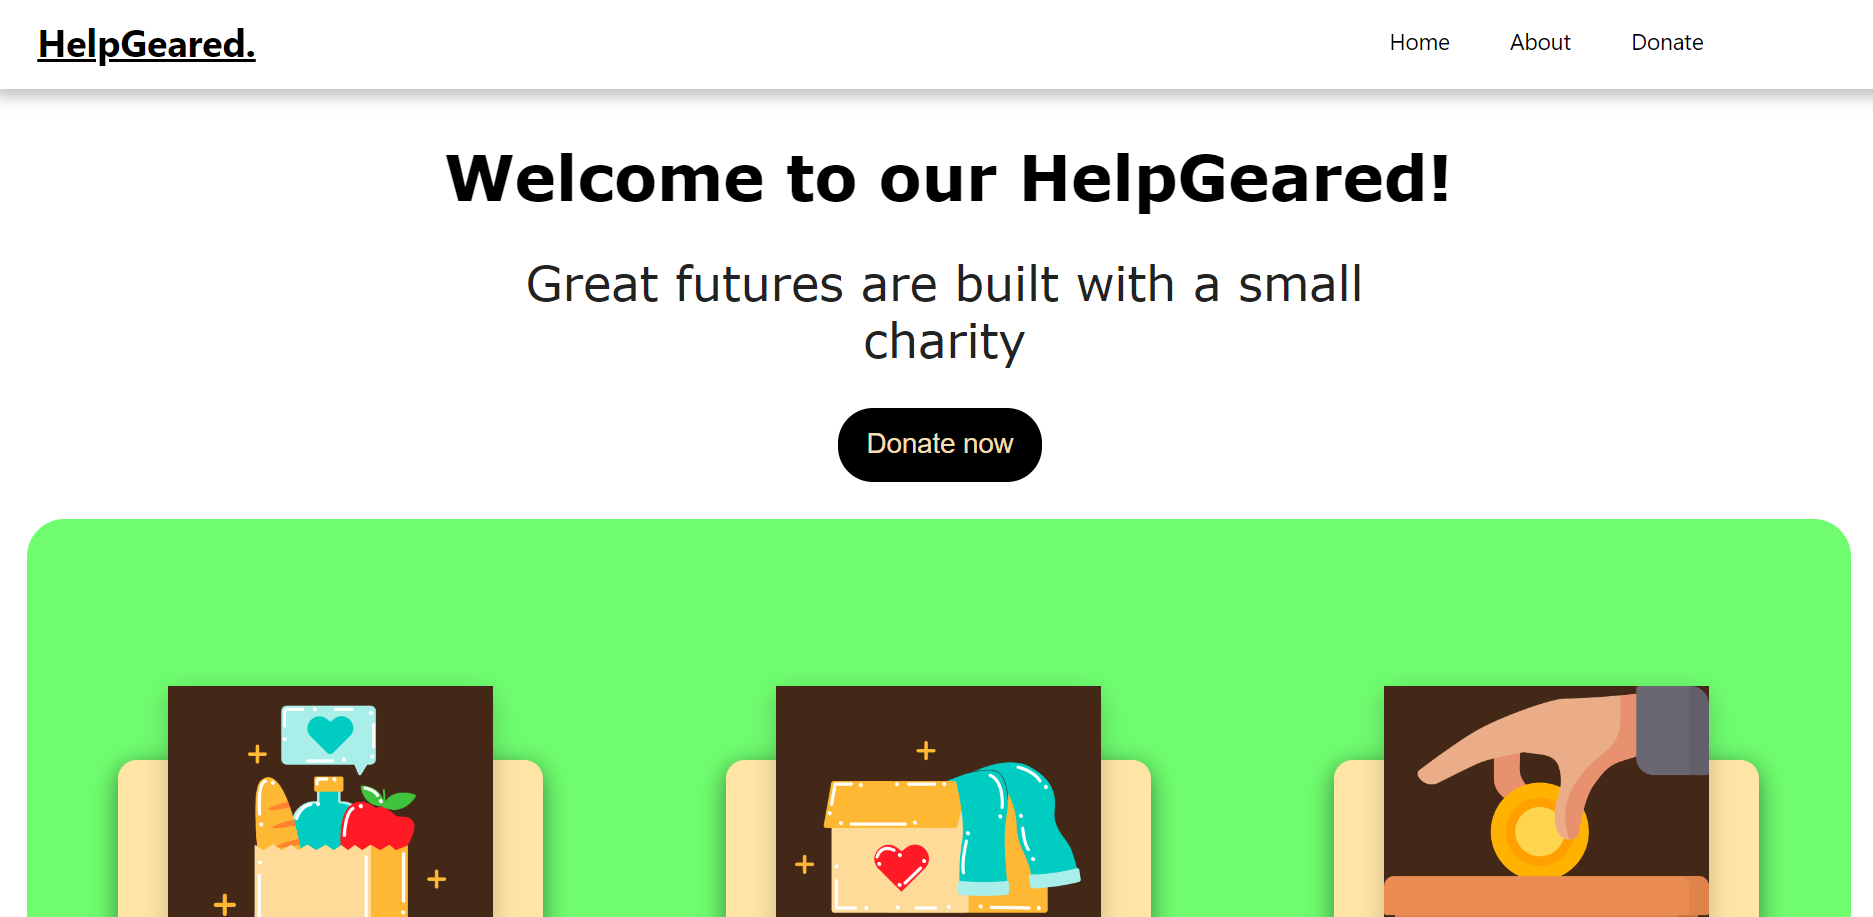 HelpGeared.
Home About Donate
Welcome to our HelpGeared!
Great futures are built with a small
charity
Donate now